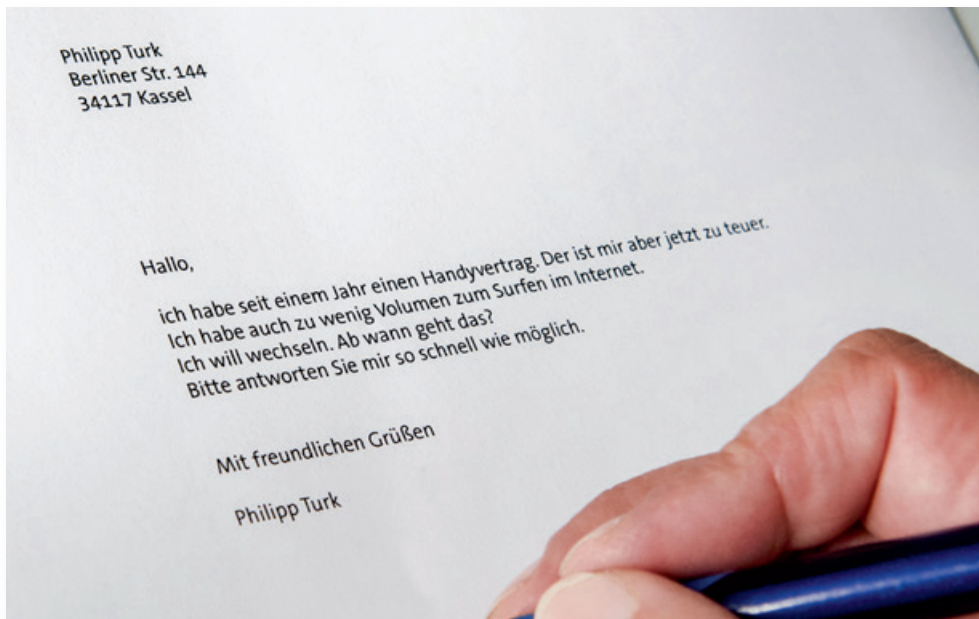 Philipp Turk
Berliner Str. 144
34117 Kassel
Hallo,
ich habe seit einem Jahr einen Handyvertrag. Der ist mir aber jetzt zu teuer.
Ich habe auch zu wenig Volumen zum Surfen im Internet.
Ich will wechseln. Ab wann geht das?
Bitte antworten Sie mir so schnell wie möglich.
Mit freundlichen Grüßen
Philipp Turk